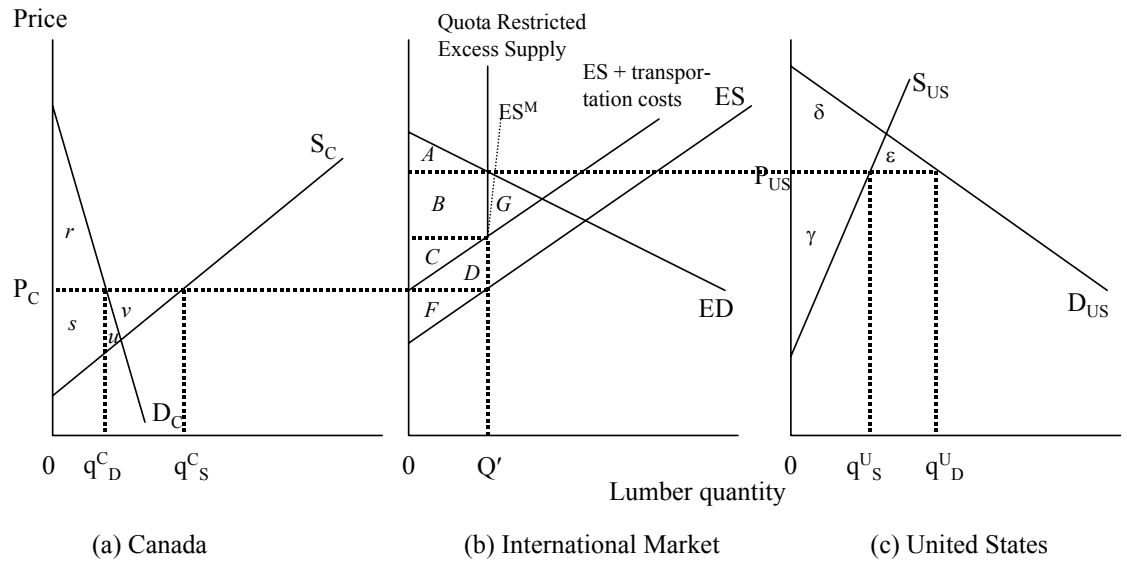 Price
Quota Restricted
Excess Supply
ES + transpor-
tation costs
ES
ES^M
S_US
S_C
δ
ε
A
P_US
B
G
r
γ
C
D
P_C
F
v
s
u
ED
D_US
D_C
0 q^C_D q^C_S
0 Q′
0 q^U_S q^U_D
Lumber quantity
(a) Canada
(b) International Market
(c) United States